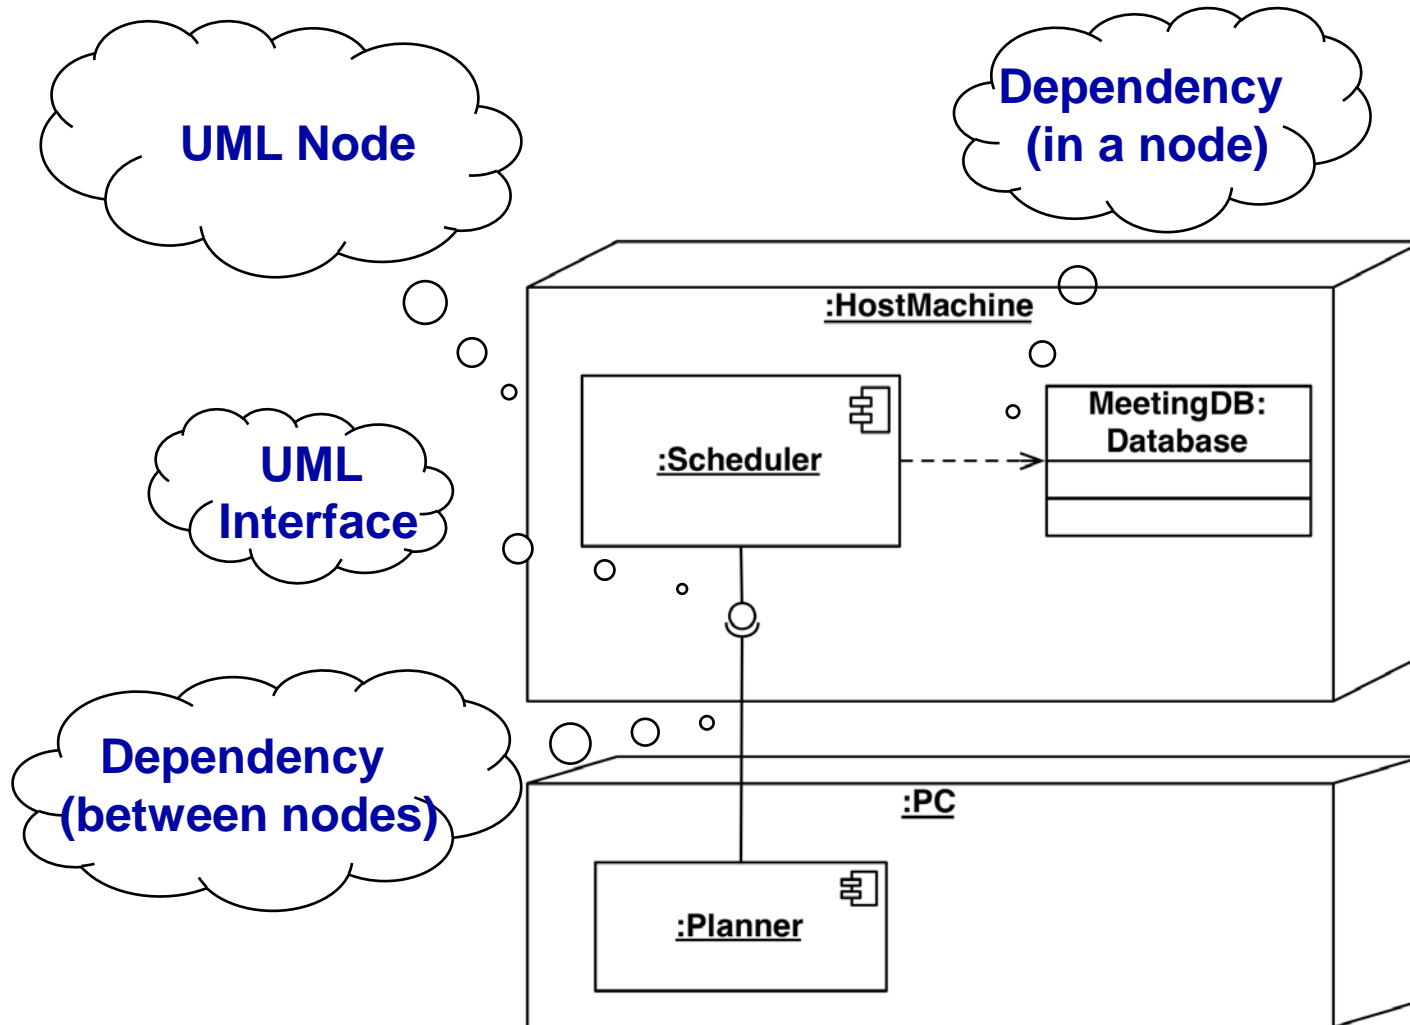 UML Node
Dependency
(in a node)
:HostMachine
:Scheduler
MeetingDB:
Database
UML
Interface
Dependency
(between nodes)
:PC
:Planner